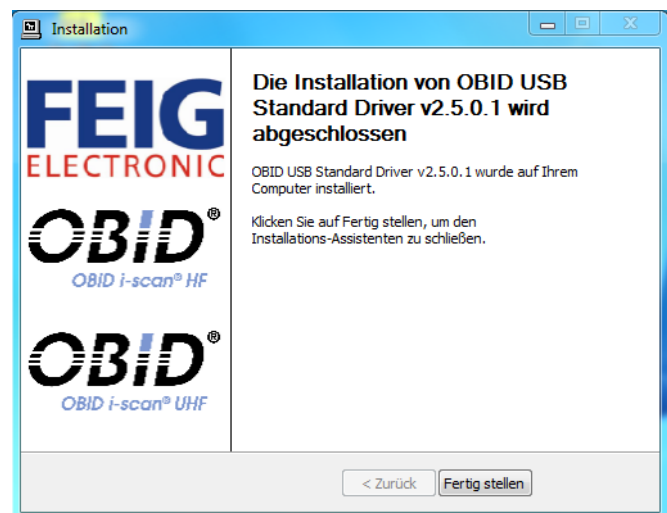 Installation
FEIG
ELECTRONIC
OBiD®
OBiD i-scan® HF
OBiD®
OBiD i-scan® UHF
Die Installation von OBID USB
Standard Driver v2.5.0.1 wird
abgeschlossen
OBID USB Standard Driver v2.5.0.1 wurde auf Ihrem
Computer installiert.
Klicken Sie auf Fertig stellen, um den
Installations-Assistenten zu schließen.
< Zurück
Fertig stellen